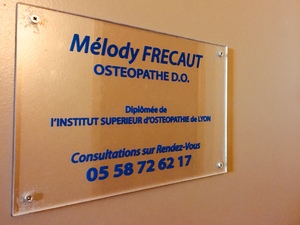 Mélody FRECAUT
OSTEOPATHE D.O.
Diplômée de
l'INSTITUT SUPERIEUR d'OSTEOPATHIE de LYON
Consultations sur Rendez-Vous
05 58 72 62 17